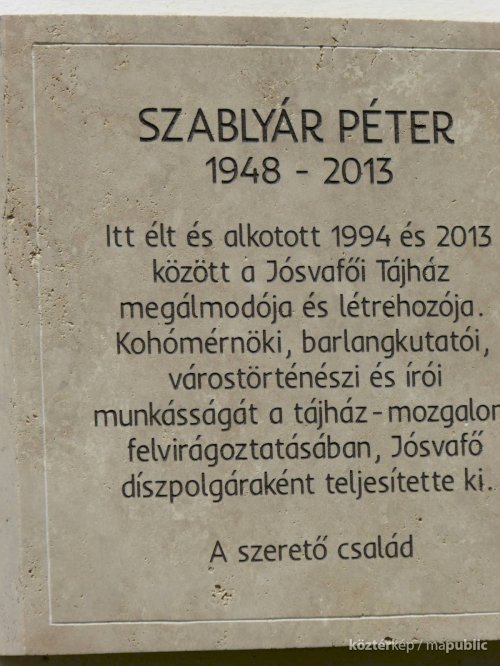 SZABLYÁR PÉTER
1948 - 2013
Itt élt és alkotott 1994 és 2013
között a Jósvafői Tájház
megálmodója és létrehozója.
Kohómérnöki, barlangkutatói,
várostörténészi és írói
munkásságát a tájház-mozgalom
felvirágoztatásában, Jósvafő
díszpolgáraként teljesítette ki.
A szerető család
köztérkép / mapublic